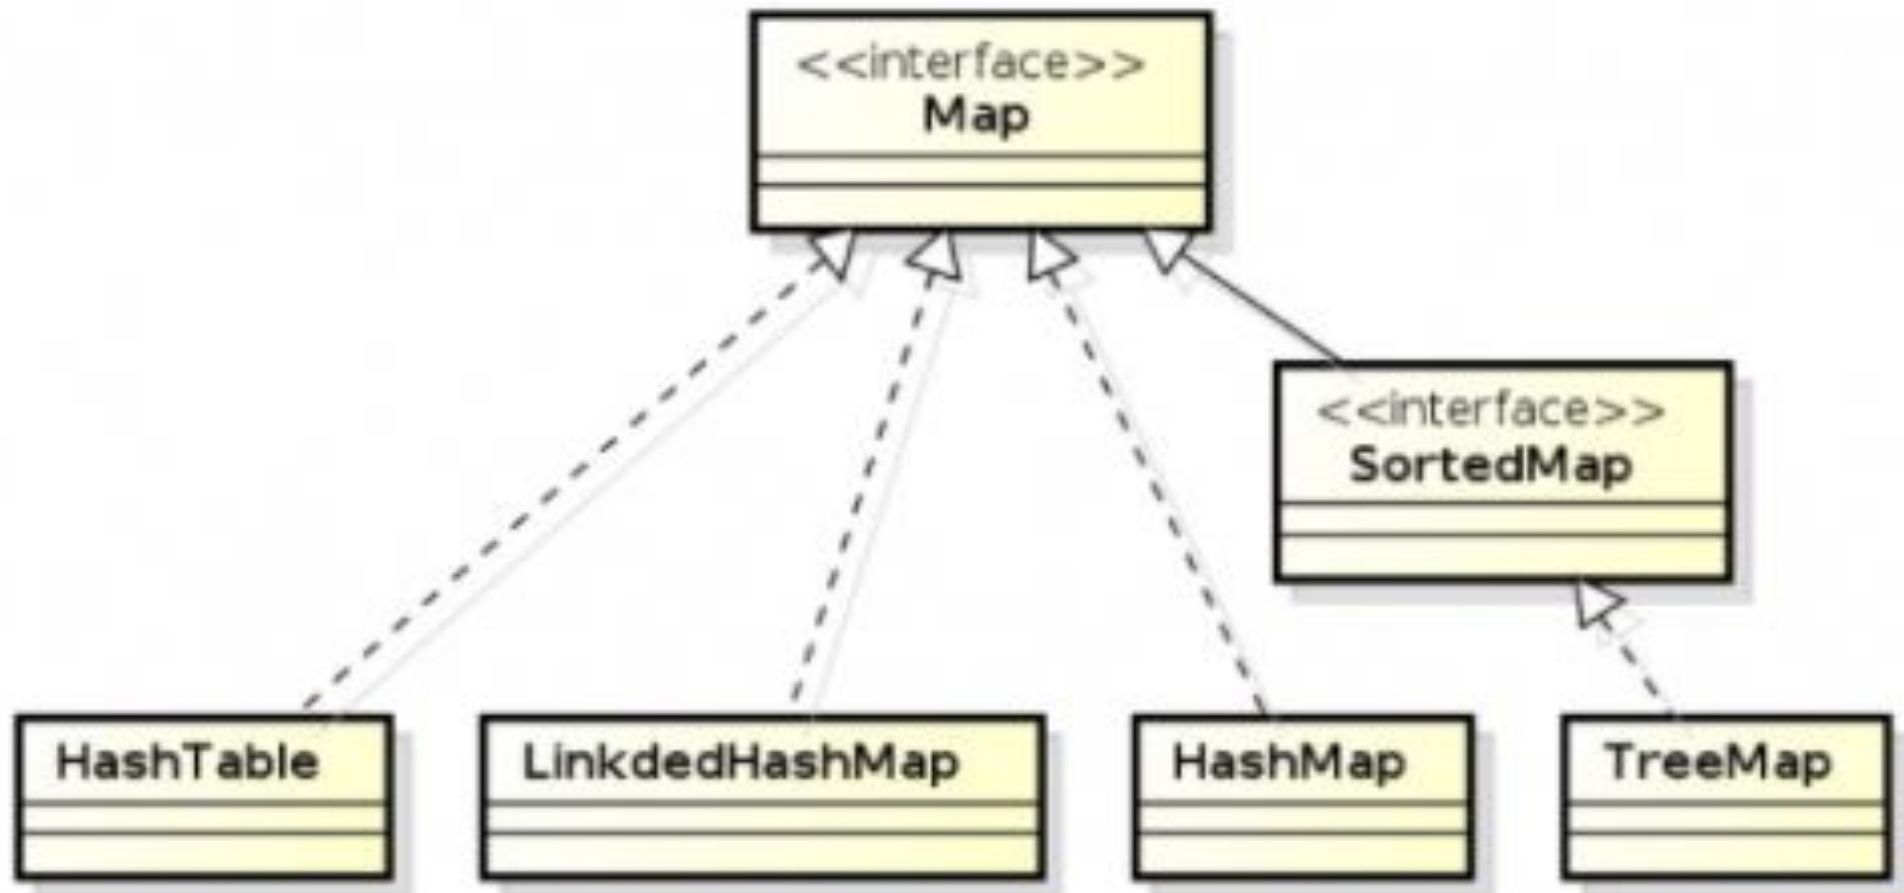 <<interface>>
Map
<<interface>>
SortedMap
HashTable
LinkdedHashMap
HashMap
TreeMap